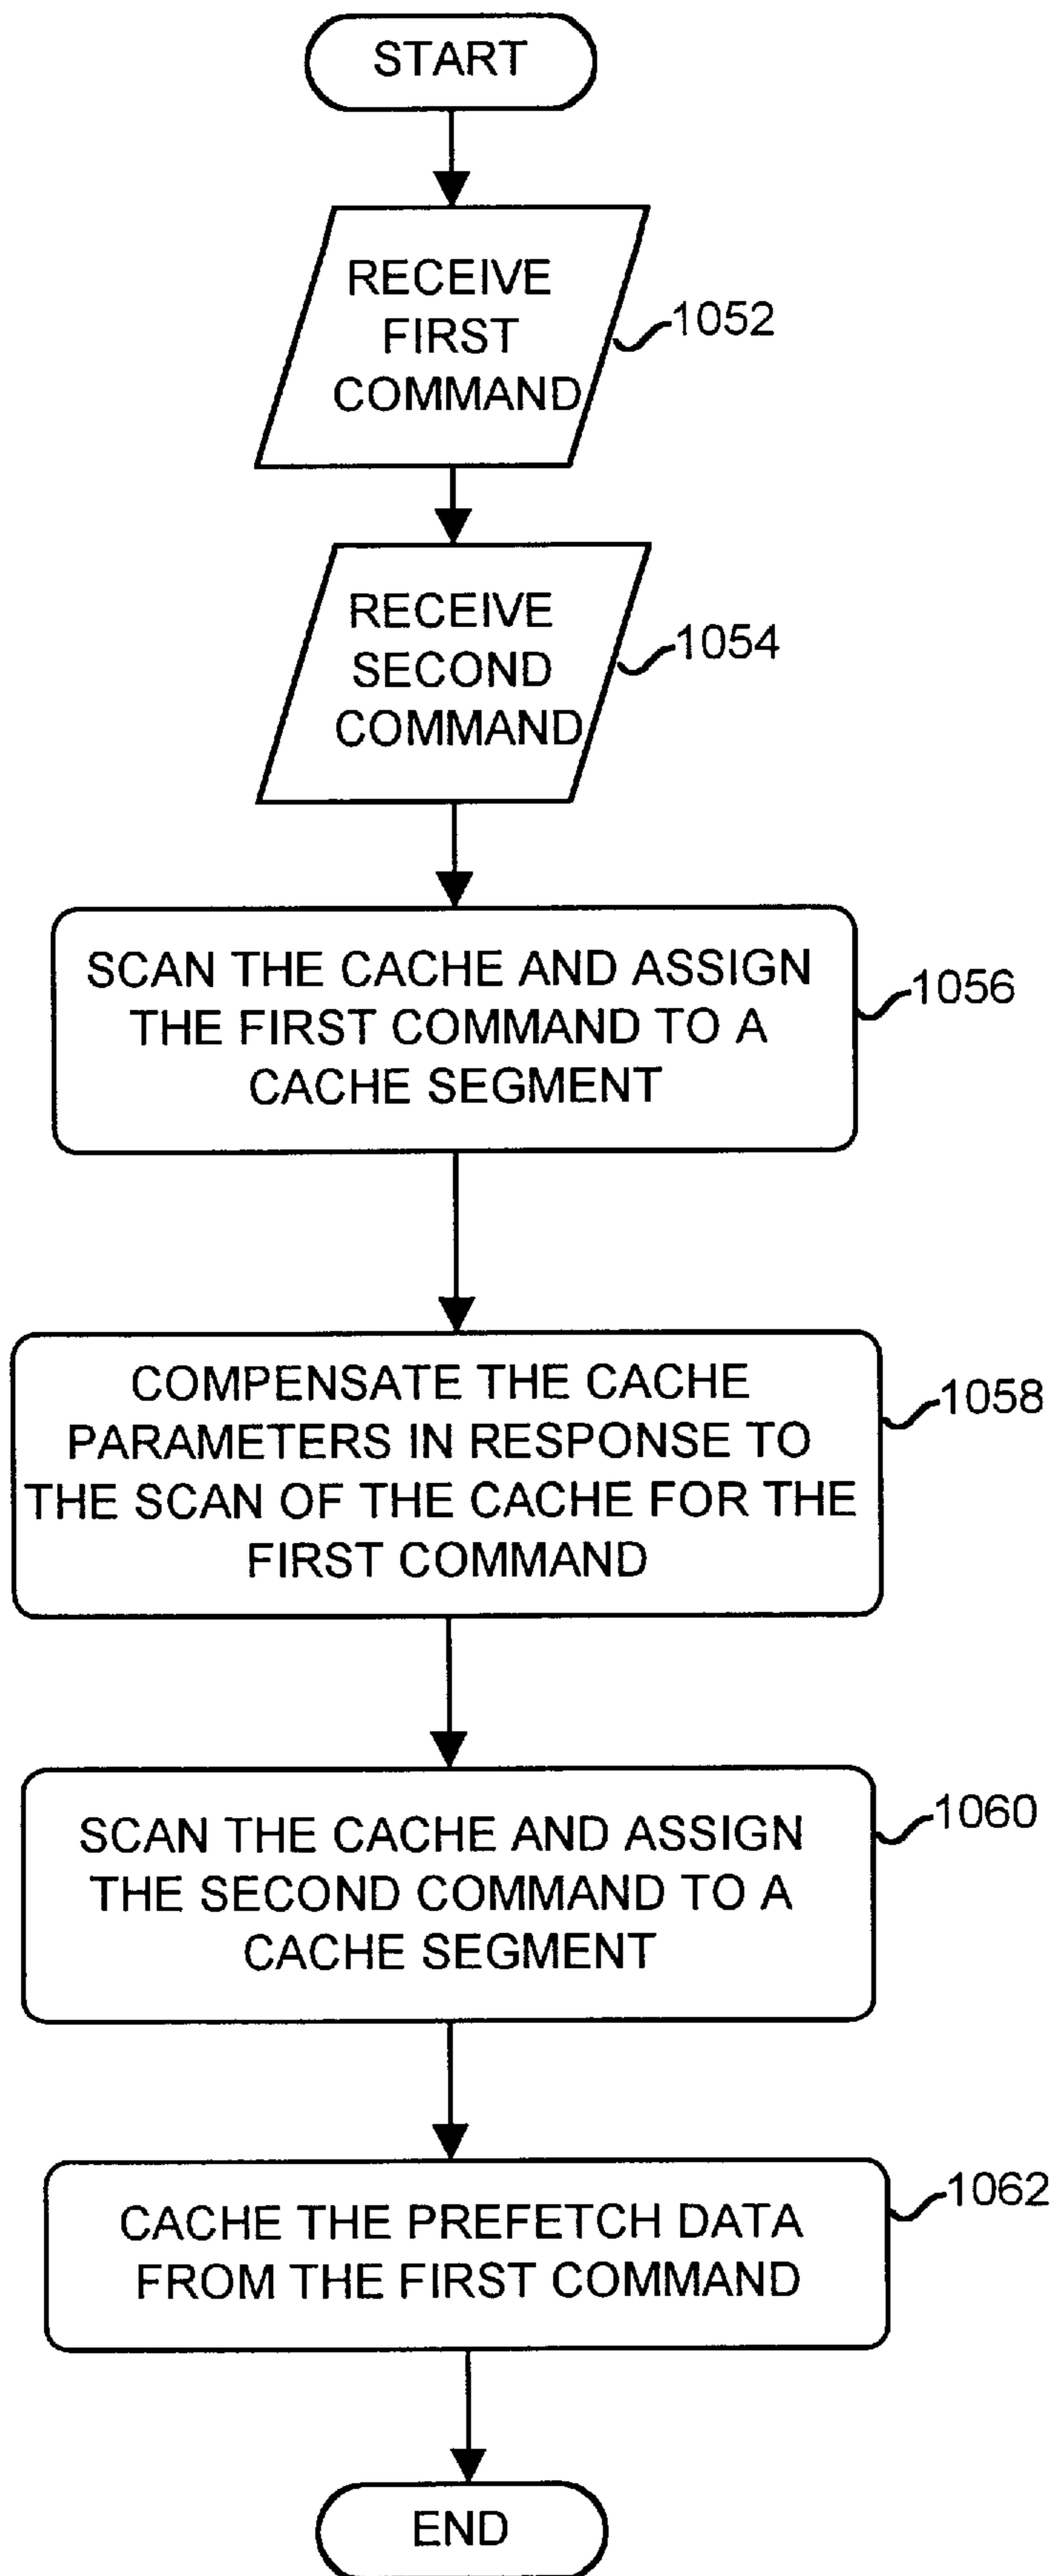 START
RECEIVE
FIRST
COMMAND
1052
RECEIVE
SECOND
COMMAND
1054
SCAN THE CACHE AND ASSIGN
THE FIRST COMMAND TO A
CACHE SEGMENT
1056
COMPENSATE THE CACHE
PARAMETERS IN RESPONSE TO
THE SCAN OF THE CACHE FOR THE
FIRST COMMAND
1058
SCAN THE CACHE AND ASSIGN
THE SECOND COMMAND TO A
CACHE SEGMENT
1060
CACHE THE PREFETCH DATA
FROM THE FIRST COMMAND
1062
END